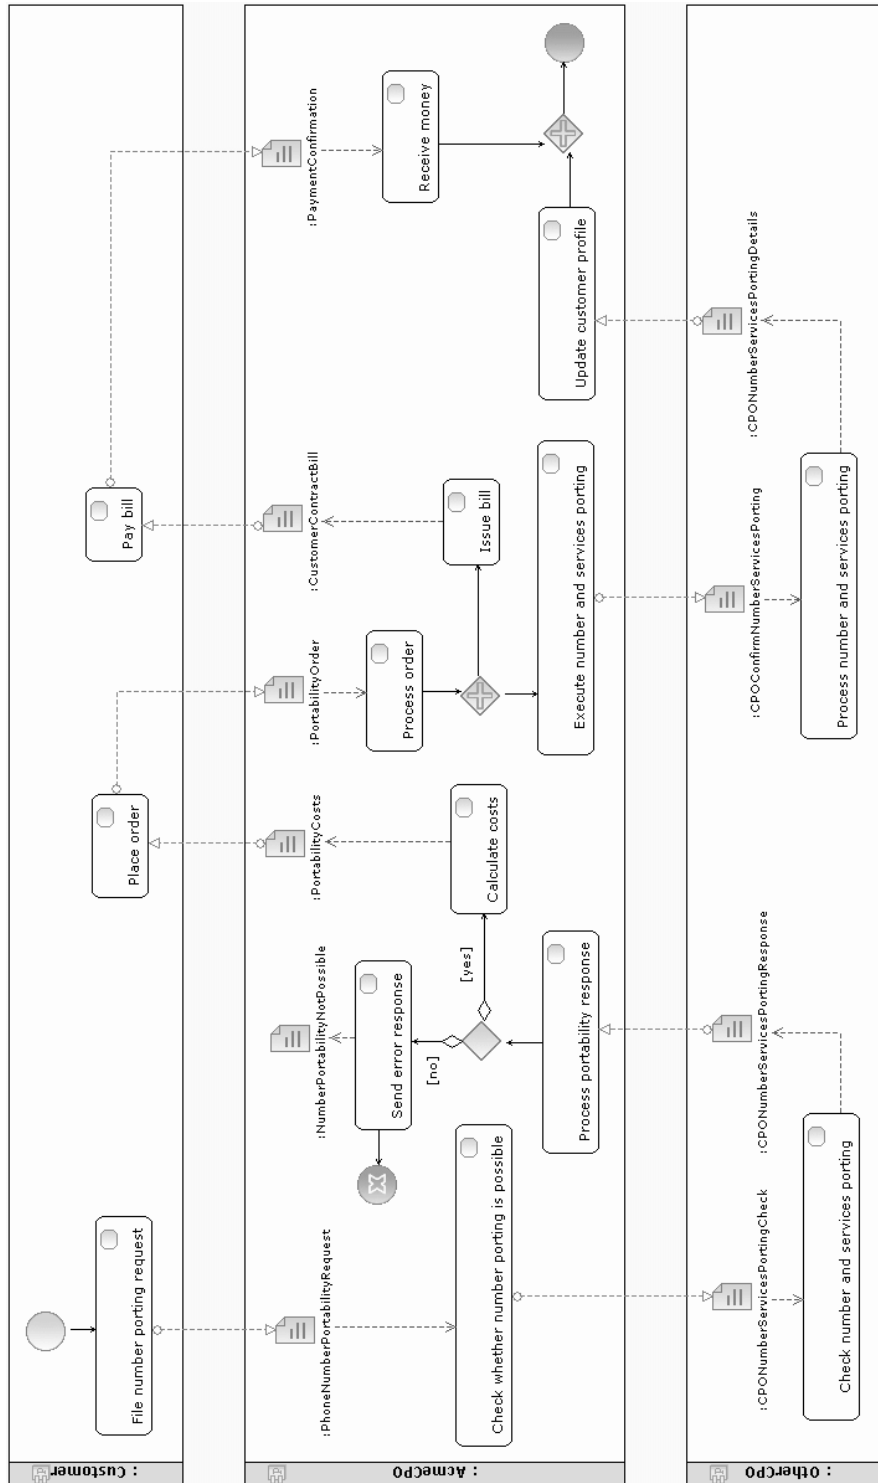 : Customer
File number porting request
Place order
Pay bill
: AcmeCPO
:PhoneNumberPortabilityRequest
Check whether number porting is possible
Send error response
:NumberPortabilityNotPossible
[no]
[yes]
Process portability response
Calculate costs
:PortabilityCosts
:PortabilityOrder
Process order
Issue bill
:CustomerContractBill
Execute number and services porting
Update customer profile
:PaymentConfirmation
Receive money
: OtherCPO
:CPONumberServicesPortingCheck
Check number and services porting
:CPONumberServicesPortingResponse
:CPOConfirmNumberServicesPorting
Process number and services porting
:CPONumberServicesPortingDetails